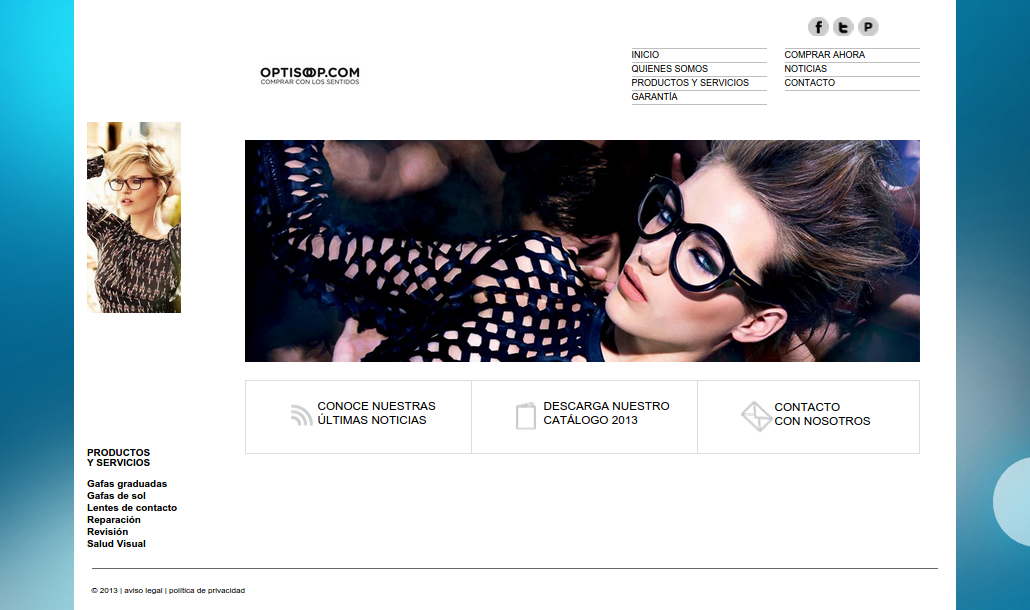 f t P
INICIO
QUIENES SOMOS
PRODUCTOS Y SERVICIOS
GARANTÍA
COMPRAR AHORA
NOTICIAS
CONTACTO
OPTISOOP.COM
COMPRAR CON LOS SENTIDOS
CONOCE NUESTRAS
ÚLTIMAS NOTICIAS
DESCARGA NUESTRO
CATÁLOGO 2013
CONTACTO
CON NOSOTROS
PRODUCTOS
Y SERVICIOS
Gafas graduadas
Gafas de sol
Lentes de contacto
Reparación
Revisión
Salud Visual
© 2013 | aviso legal | política de privacidad